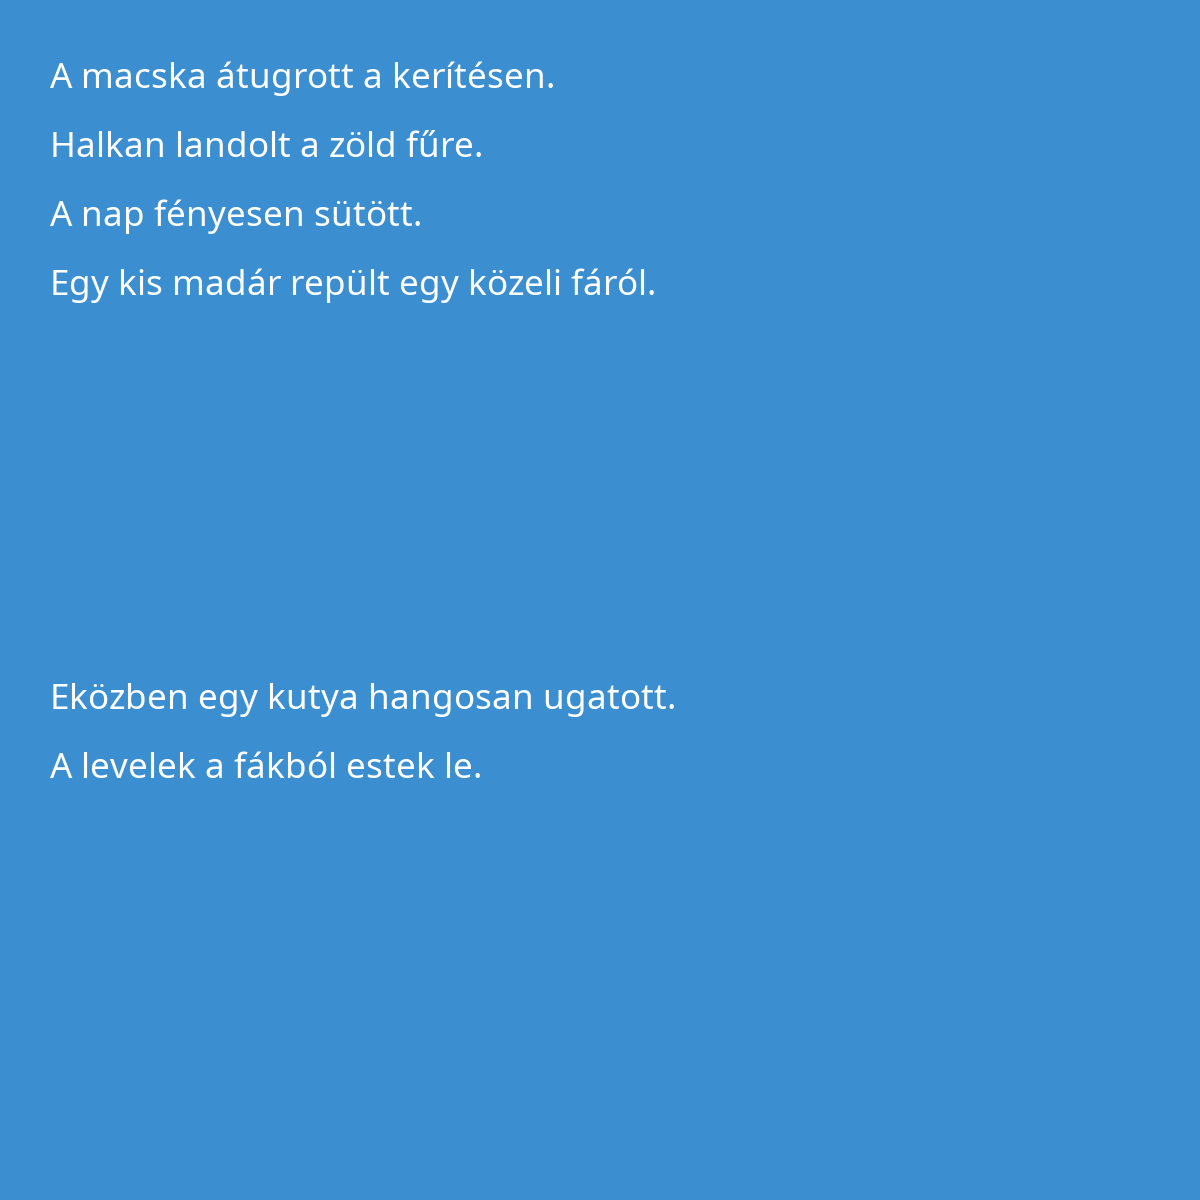 A macska átugrott a kerítésen.
Halkan landolt a zöld fűre.
A nap fényesen sütött.
Egy kis madár repült egy közeli fáról.
Eközben egy kutya hangosan ugatott.
A levelek a fákból estek le.